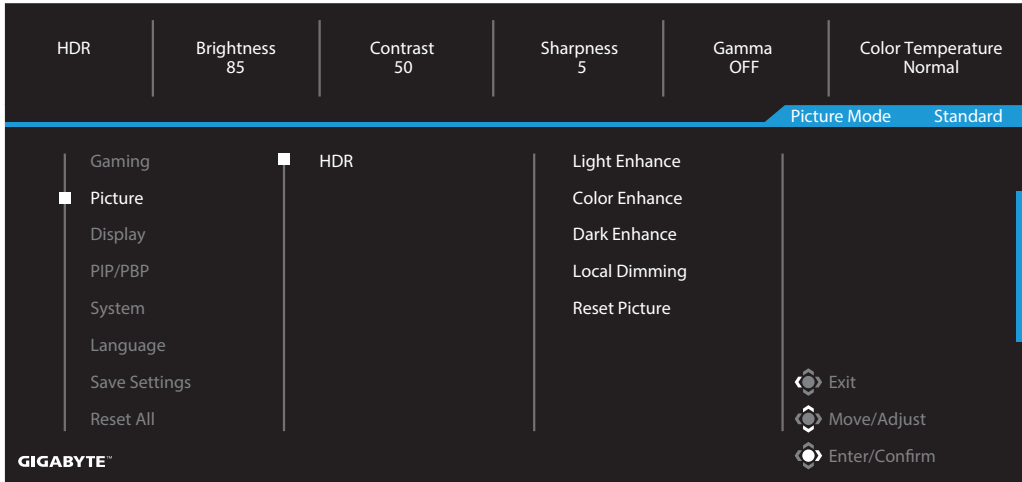 HDR
Brightness
85
Contrast
50
Sharpness
5
Gamma
OFF
Color Temperature
Normal
Picture Mode Standard
Gaming
Picture
Display
PIP/PBP
System
Language
Save Settings
Reset All
HDR
Light Enhance
Color Enhance
Dark Enhance
Local Dimming
Reset Picture
Exit
Move/Adjust
Enter/Confirm
GIGABYTE™